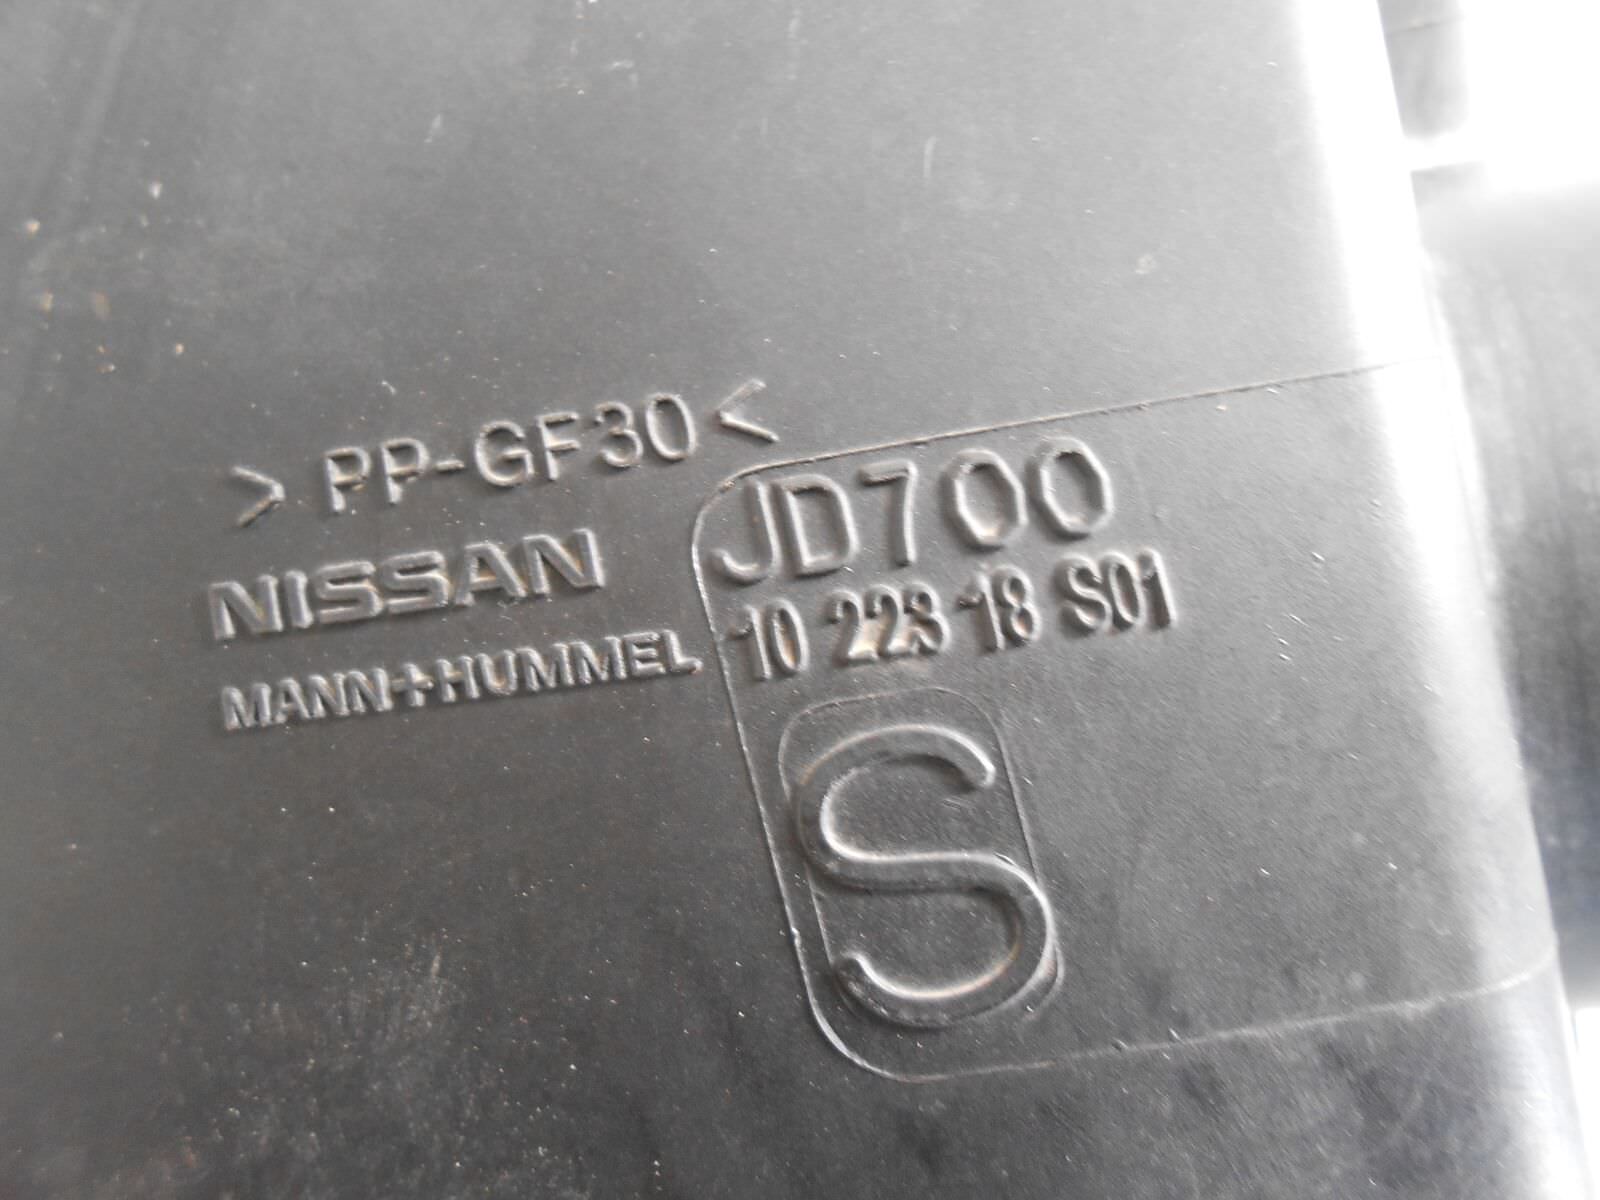 > PP-GF30 <
NISSAN
MANN+HUMMEL
JD700
10 223 18 S01
S